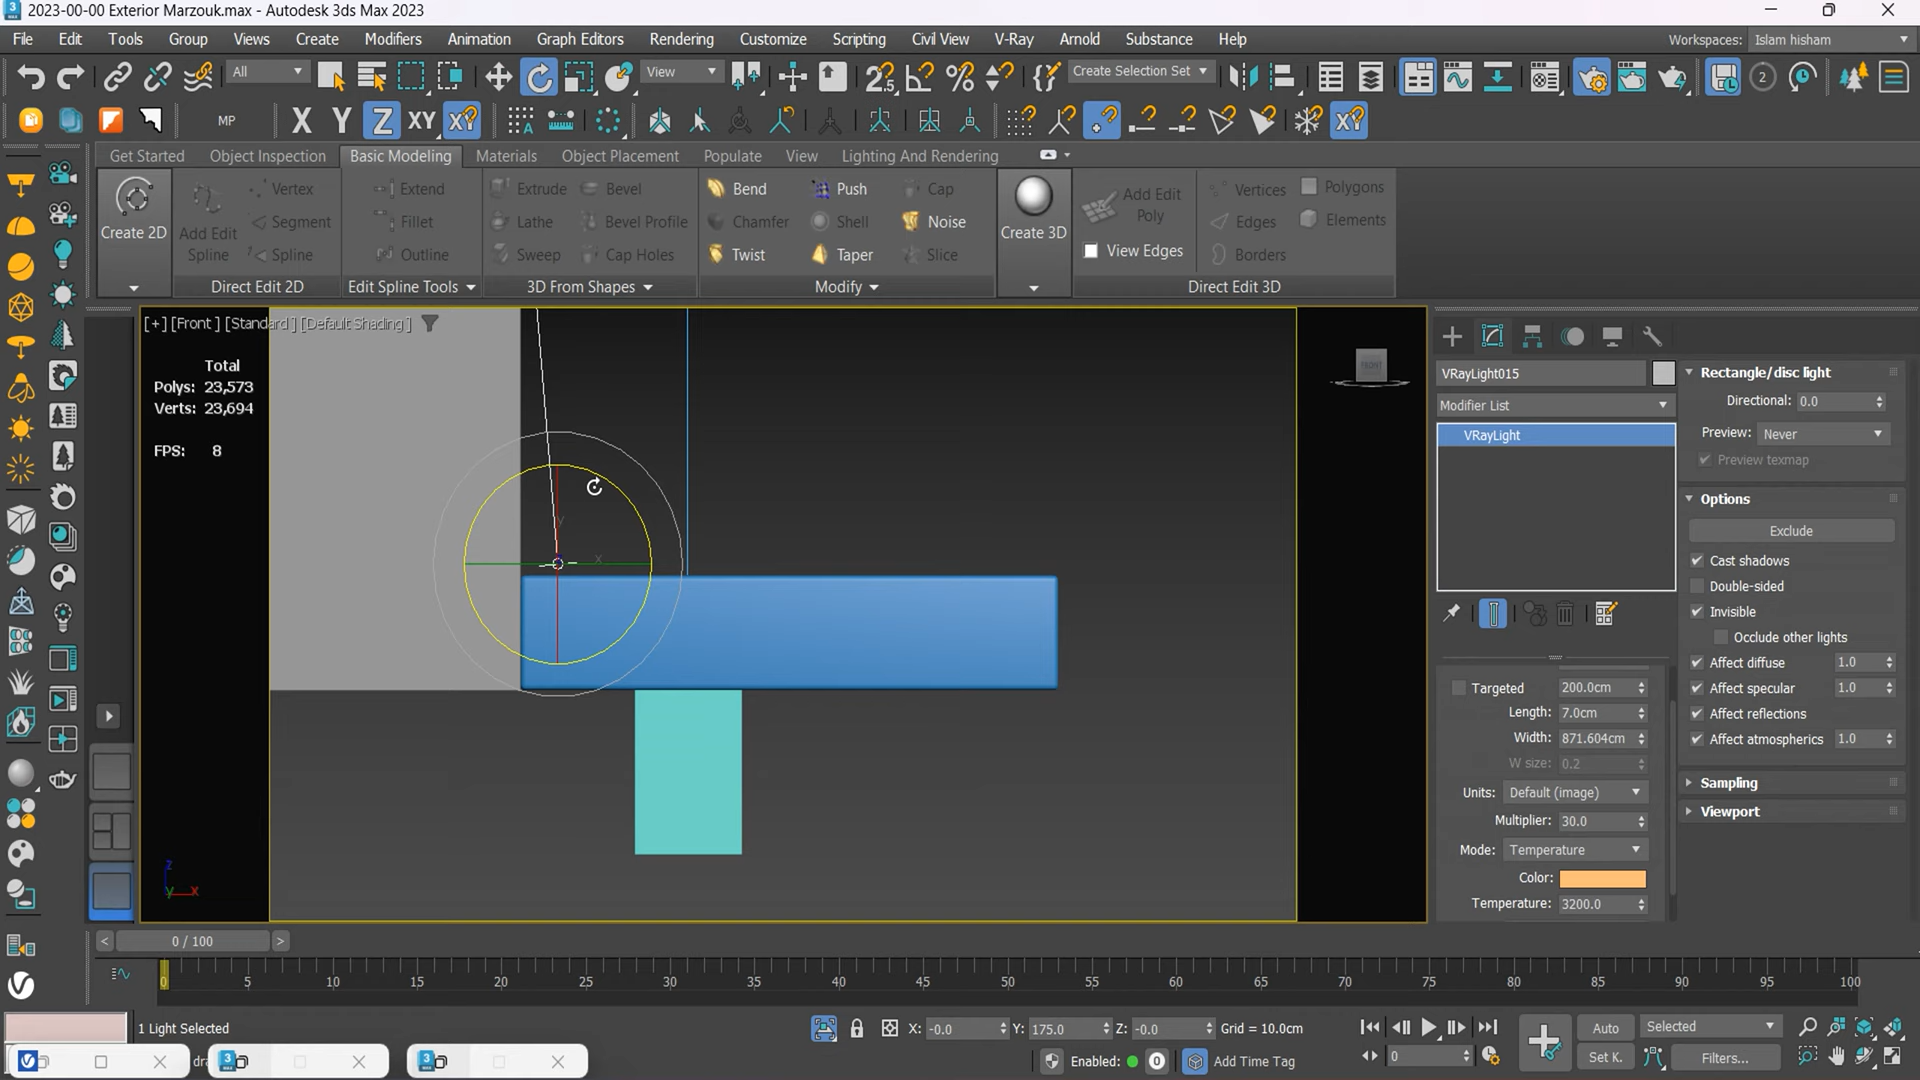 2023-00-00 Exterior Marzouk.max - Autodesk 3ds Max 2023
File Edit Tools Group Views Create Modifiers Animation Graph Editors Rendering Customize Scripting Civil View V-Ray Arnold Substance Help Workspaces: Islam hisham
All View Create Selection Set 2
MP X Y Z XY XY XY
Get Started Object Inspection Basic Modeling Materials Object Placement Populate View Lighting And Rendering
Create 2D Add Edit Spline Vertex Segment Spline Direct Edit 2D
Extend Fillet Outline Edit Spline Tools
Extrude Bevel Lathe Bevel Profile Sweep Cap Holes 3D From Shapes
Bend Push Cap Chamfer Shell Noise Twist Taper Slice Modify
Create 3D Add Edit Poly View Edges Vertices Polygons Edges Elements Borders Direct Edit 3D
[+] [Front ] [Standard ] [Default Shading ]
Total
Polys: 23,573
Verts: 23,694
FPS: 8
FRONT
y
x
z
y x
VRayLight015
Modifier List
VRayLight
Targeted 200.0cm
Length: 7.0cm
Width: 871.604cm
W size: 0.2
Units: Default (image)
Multiplier: 30.0
Mode: Temperature
Color:
Temperature: 3200.0
Rectangle/disc light
Directional: 0.0
Preview: Never
Preview texmap
Options
Exclude
Cast shadows
Double-sided
Invisible
Occlude other lights
Affect diffuse 1.0
Affect specular 1.0
Affect reflections
Affect atmospherics 1.0
Sampling
Viewport
< 0 / 100 >
0 5 10 15 20 25 30 35 40 45 50 55 60 65 70 75 80 85 90 95 100
1 Light Selected X: -0.0 Y: 175.0 Z: -0.0 Grid = 10.0cm Auto Selected
Enabled: 0 Add Time Tag 0 Set K. Filters...